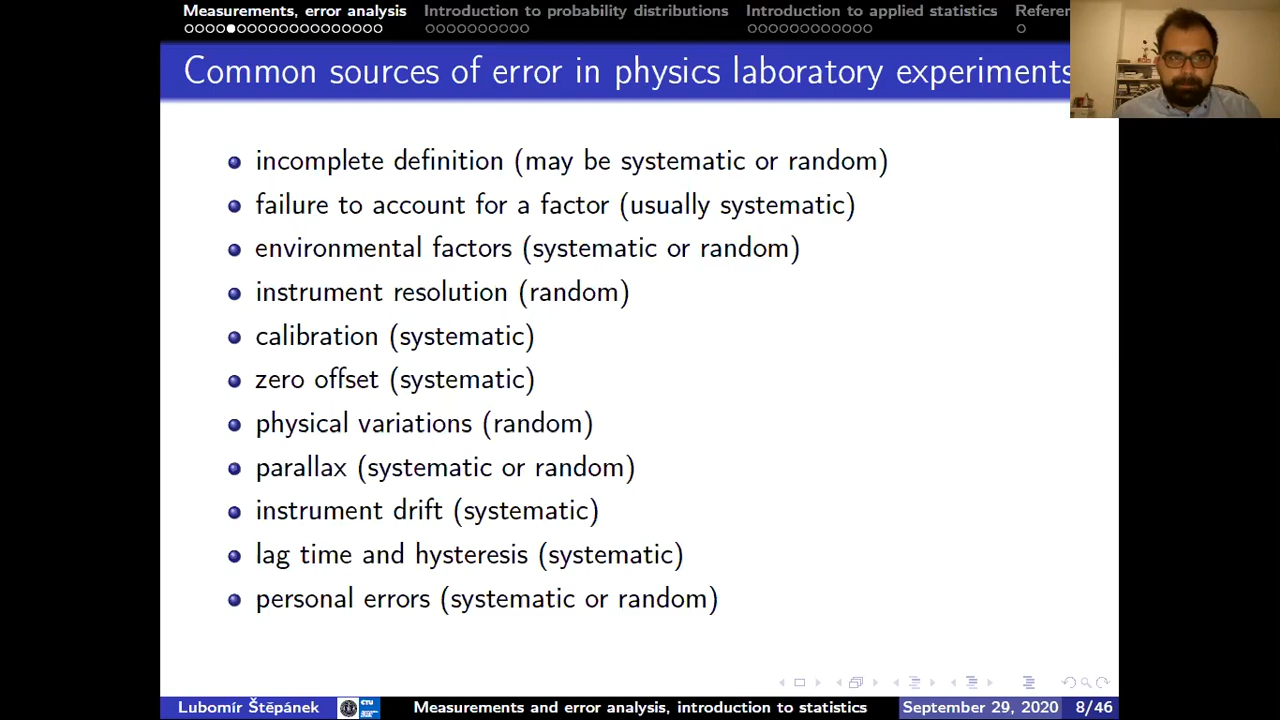 Measurements, error analysis Introduction to probability distributions Introduction to applied statistics
Common sources of error in physics laboratory experiments
incomplete definition (may be systematic or random)
failure to account for a factor (usually systematic)
environmental factors (systematic or random)
instrument resolution (random)
calibration (systematic)
zero offset (systematic)
physical variations (random)
parallax (systematic or random)
instrument drift (systematic)
lag time and hysteresis (systematic)
personal errors (systematic or random)
Lubomír Štěpánek CTU Measurements and error analysis, introduction to statistics September 29, 2020 8/46